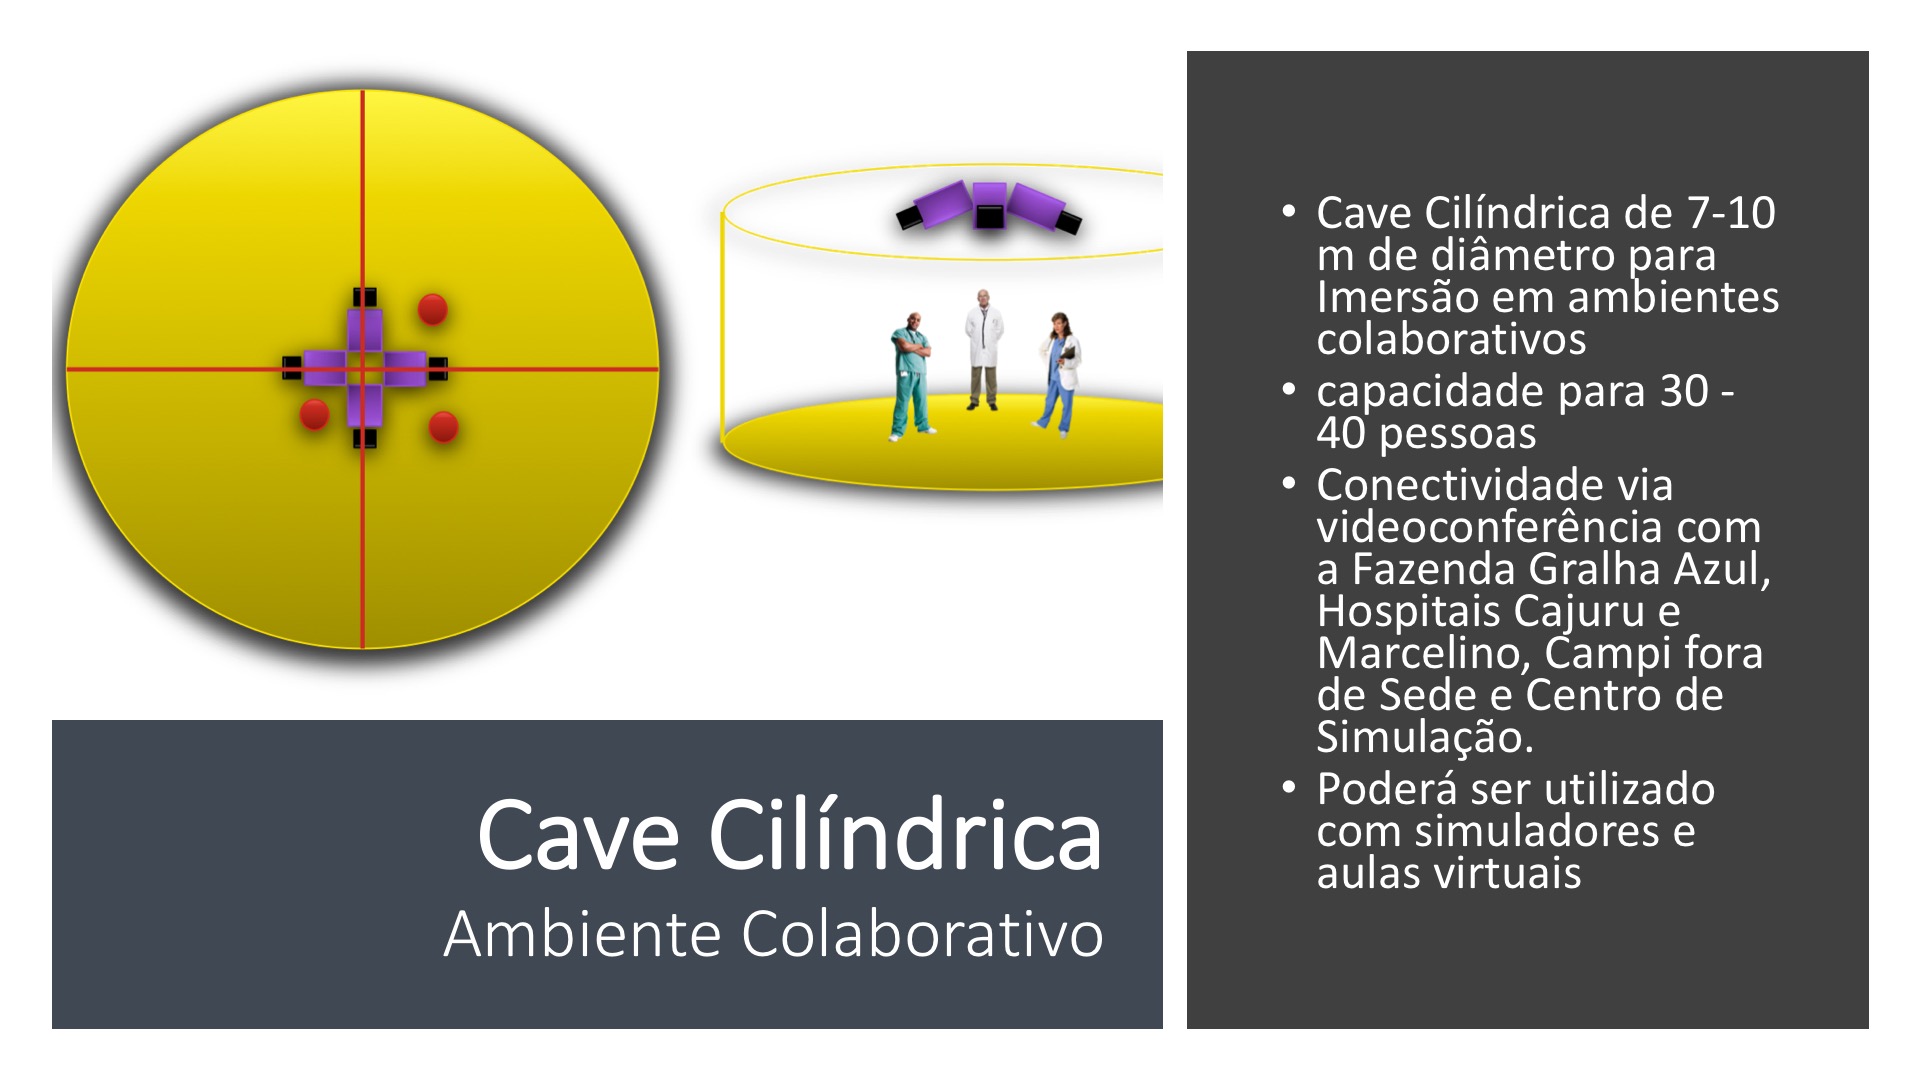 Cave Cilíndrica
Ambiente Colaborativo
• Cave Cilíndrica de 7-10
m de diâmetro para
Imersão em ambientes
colaborativos
• capacidade para 30 -
40 pessoas
• Conectividade via
videoconferência com
a Fazenda Gralha Azul,
Hospitais Cajuru e
Marcelino, Campi fora
de Sede e Centro de
Simulação.
• Poderá ser utilizado
com simuladores e
aulas virtuais